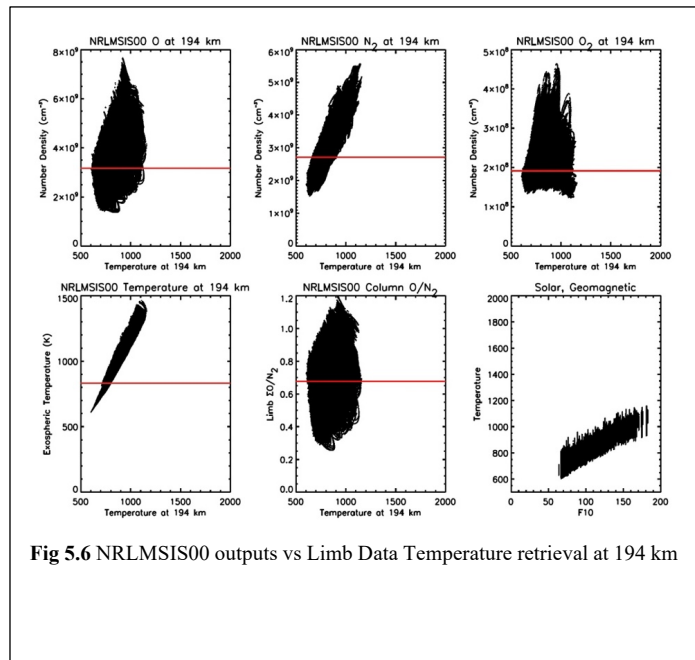 NRLMSIS00 O at 194 km
8×10⁹
6×10⁹
4×10⁹
2×10⁹
0
Number Density (cm⁻²)
500 1000 1500 2000
Temperature at 194 km
NRLMSIS00 N₂ at 194 km
6×10⁹
5×10⁹
4×10⁹
3×10⁹
2×10⁹
1×10⁹
0
Number Density (cm⁻²)
500 1000 1500 2000
Temperature at 194 km
NRLMSIS00 O₂ at 194 km
5×10⁸
4×10⁸
3×10⁸
2×10⁸
1×10⁸
0
Number Density (cm⁻²)
500 1000 1500 2000
Temperature at 194 km
NRLMSIS00 Temperature at 194 km
1500
1000
500
0
Exospheric Temperature (K)
500 1000 1500 2000
Temperature at 194 km
NRLMSIS00 Column O/N₂
1.2
1.0
0.8
0.6
0.4
0.2
0.0
Limb ΣO/N₂
500 1000 1500 2000
Temperature at 194 km
Solar, Geomagnetic
2000
1800
1600
1400
1200
1000
800
600
Temperature
0 50 100 150 200
F10
Fig 5.6 NRLMSIS00 outputs vs Limb Data Temperature retrieval at 194 km